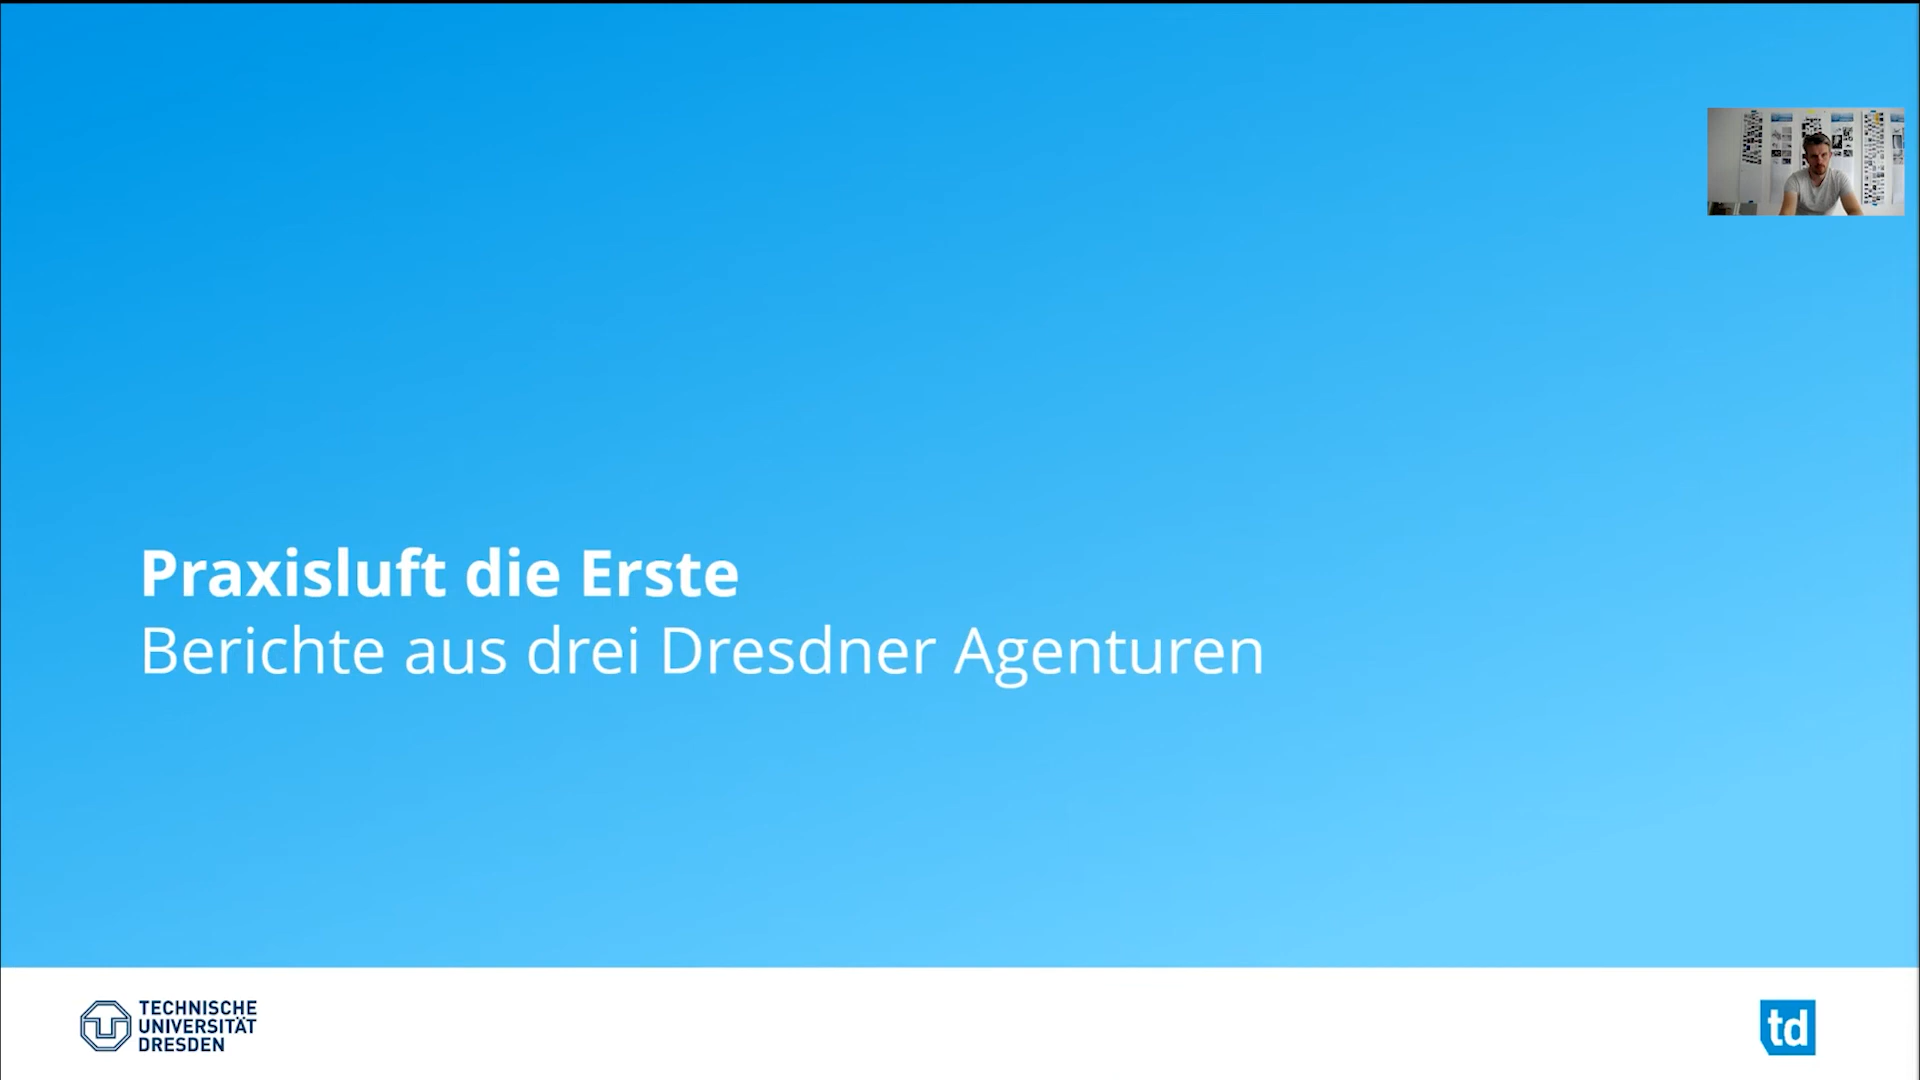 Praxisluft die Erste
Berichte aus drei Dresdner Agenturen
TECHNISCHE
UNIVERSITÄT
DRESDEN
td